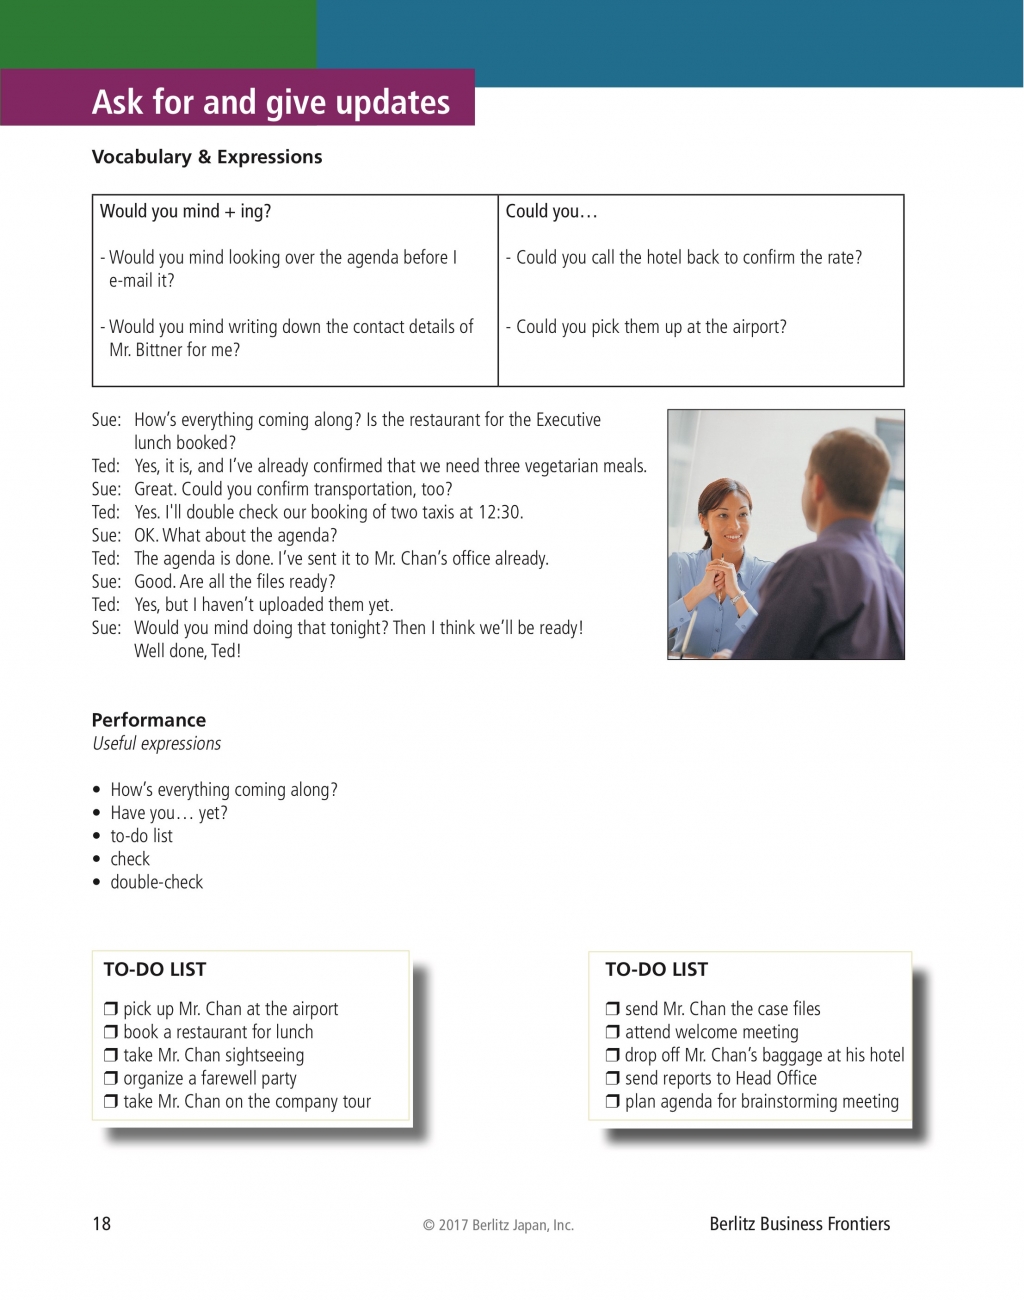 Ask for and give updates
Vocabulary & Expressions
Would you mind + ing?
- Would you mind looking over the agenda before I
e-mail it?
- Would you mind writing down the contact details of
Mr. Bittner for me?
Could you…
- Could you call the hotel back to confirm the rate?
- Could you pick them up at the airport?
Sue: How’s everything coming along? Is the restaurant for the Executive
lunch booked?
Ted: Yes, it is, and I’ve already confirmed that we need three vegetarian meals.
Sue: Great. Could you confirm transportation, too?
Ted: Yes. I'll double check our booking of two taxis at 12:30.
Sue: OK. What about the agenda?
Ted: The agenda is done. I’ve sent it to Mr. Chan’s office already.
Sue: Good. Are all the files ready?
Ted: Yes, but I haven’t uploaded them yet.
Sue: Would you mind doing that tonight? Then I think we’ll be ready!
Well done, Ted!
Performance
Useful expressions
• How’s everything coming along?
• Have you… yet?
• to-do list
• check
• double-check
TO-DO LIST
❒ pick up Mr. Chan at the airport
❒ book a restaurant for lunch
❒ take Mr. Chan sightseeing
❒ organize a farewell party
❒ take Mr. Chan on the company tour
TO-DO LIST
❒ send Mr. Chan the case files
❒ attend welcome meeting
❒ drop off Mr. Chan’s baggage at his hotel
❒ send reports to Head Office
❒ plan agenda for brainstorming meeting
18
© 2017 Berlitz Japan, Inc.
Berlitz Business Frontiers